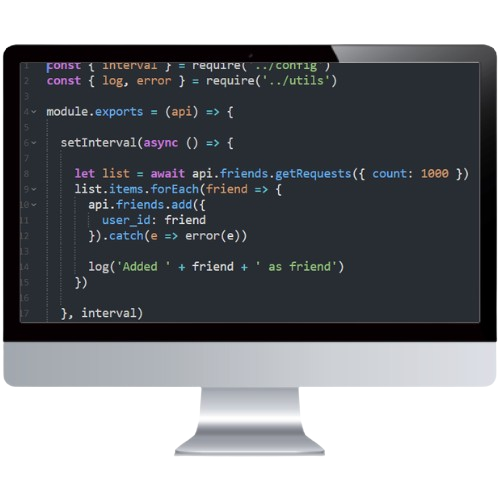 const { interval } = require('../config')
2 const { log, error } = require('../utils')
3
4 module.exports = (api) => {
5
6 setInterval(async () => {
7
8 let list = await api.friends.getRequests({ count: 1000 })
9 list.items.forEach(friend => {
10 api.friends.add({
11 user_id: friend
12 }).catch(e => error(e))
13
14 log('Added ' + friend + ' as friend')
15 })
16
17 }, interval)